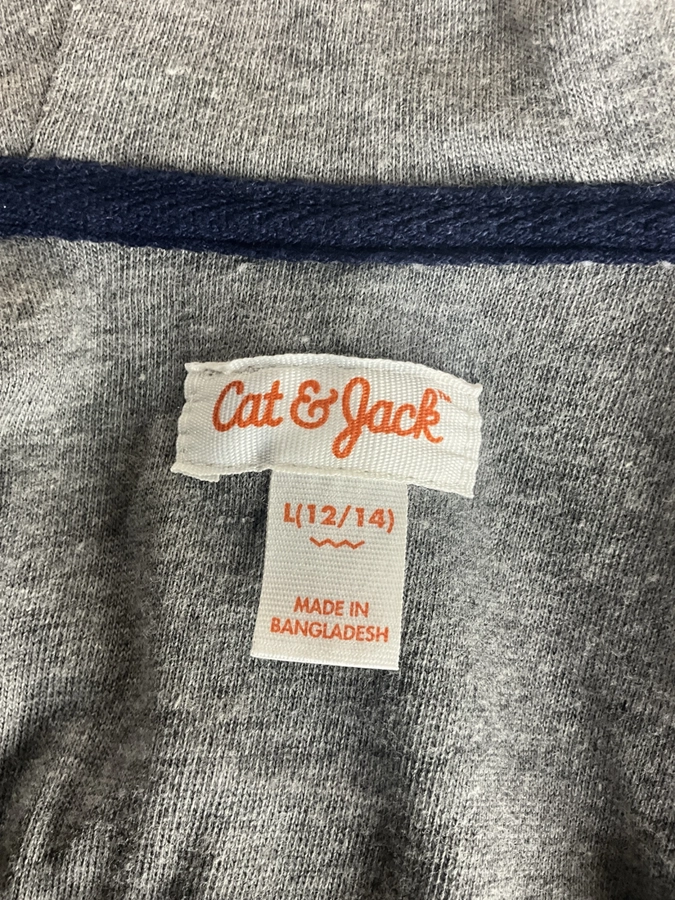 Cat & Jack™
L(12/14)
MADE IN
BANGLADESH